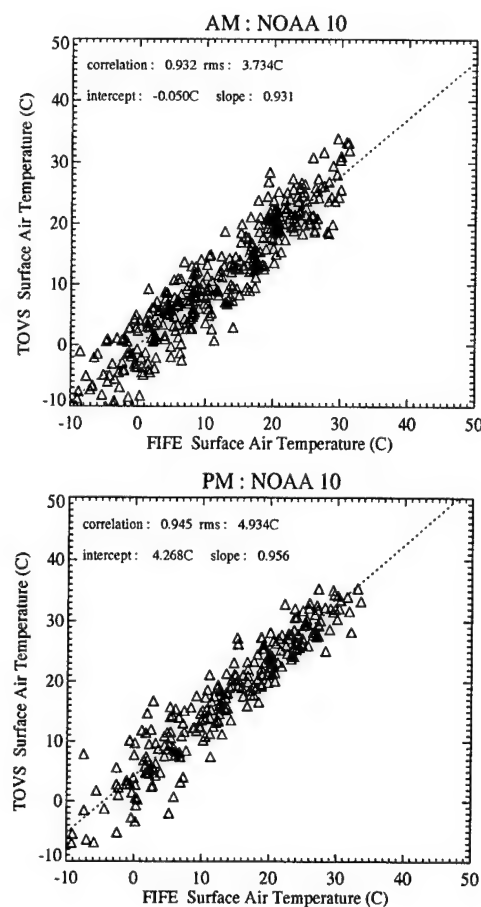 AM : NOAA 10
50
correlation : 0.932 rms : 3.734C
intercept : -0.050C slope : 0.931
40
30
20
10
0
-10
TOVS Surface Air Temperature (C)
-10 0 10 20 30 40 50
FIFE Surface Air Temperature (C)
PM : NOAA 10
50
correlation : 0.945 rms : 4.934C
intercept : 4.268C slope : 0.956
40
30
20
10
0
-10
TOVS Surface Air Temperature (C)
-10 0 10 20 30 40 50
FIFE Surface Air Temperature (C)